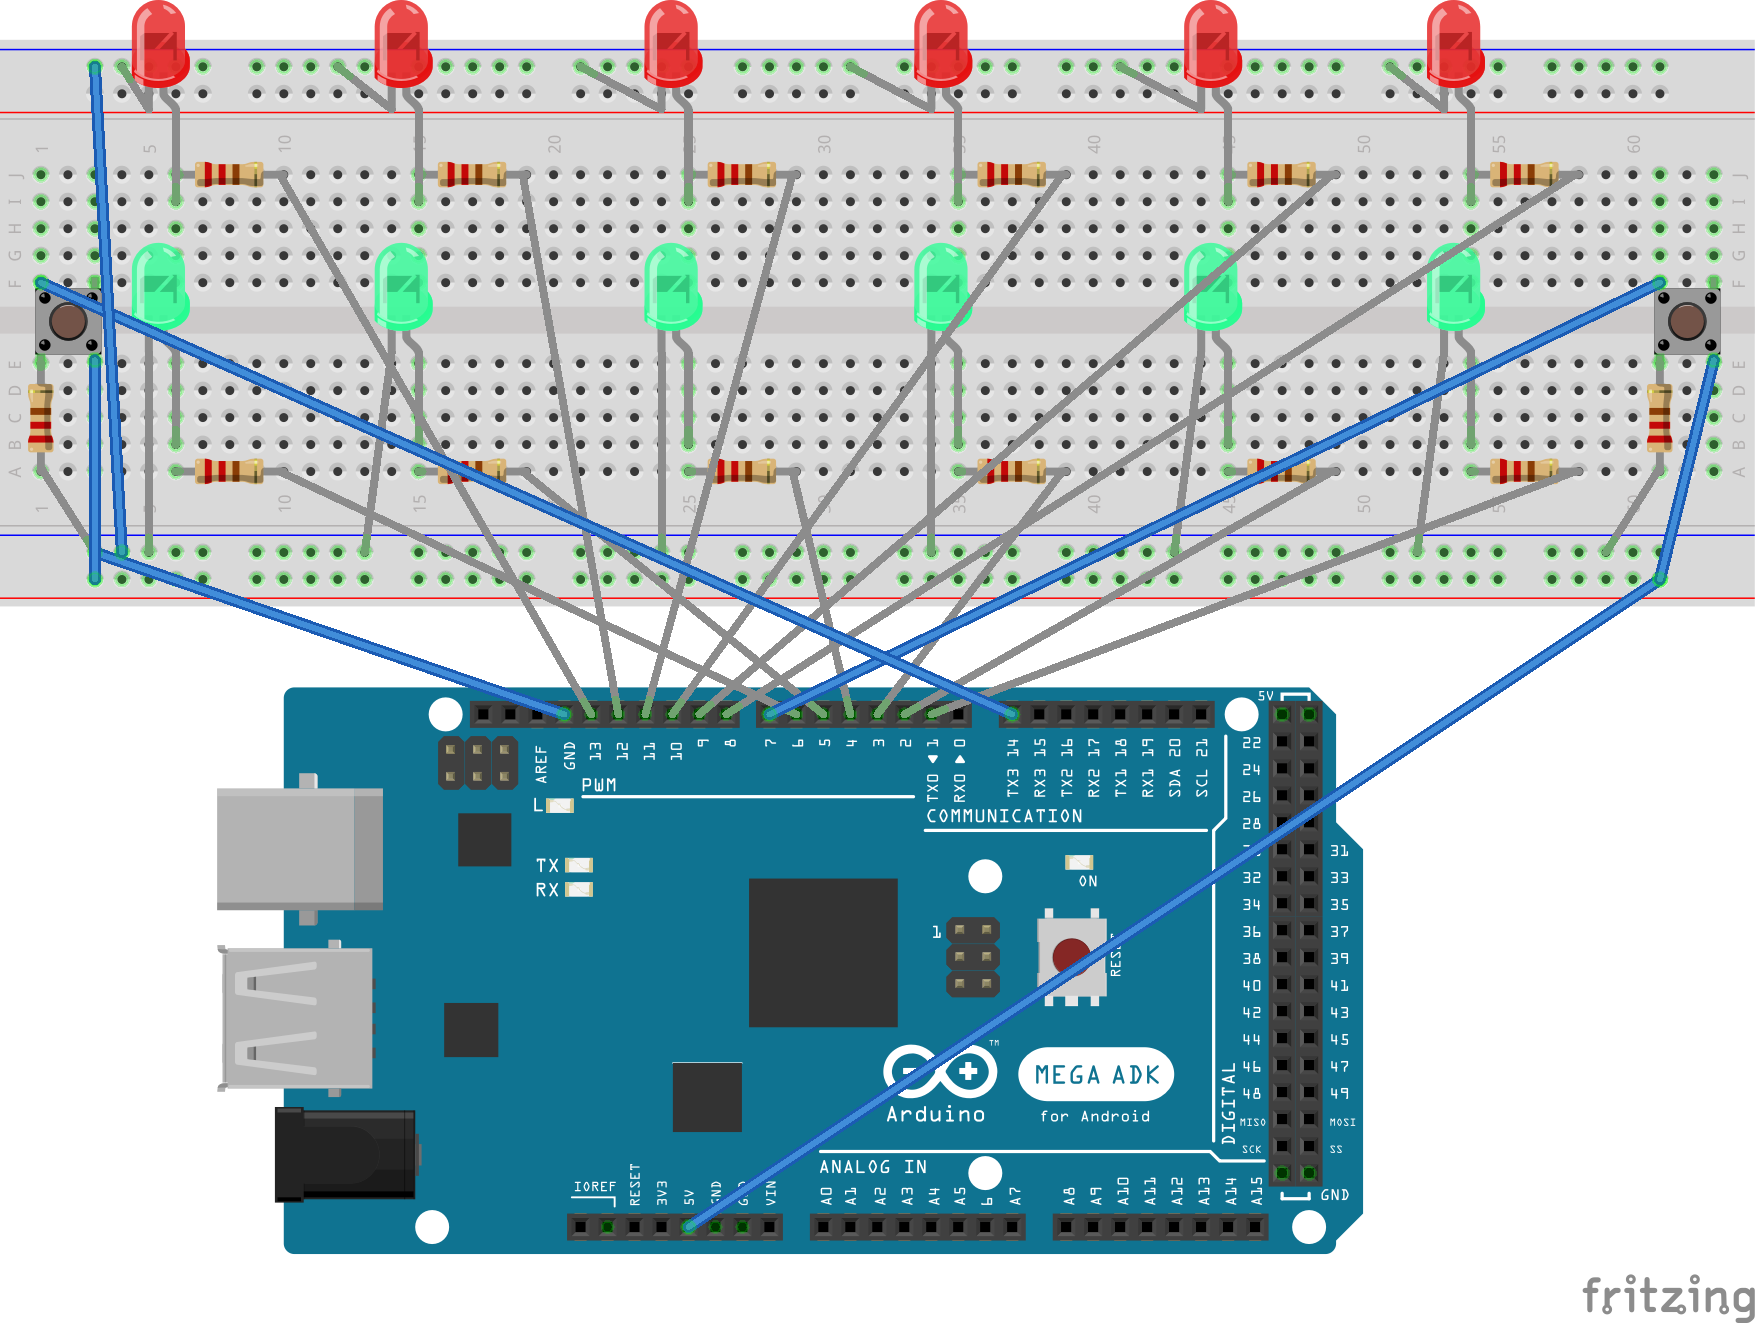 1 5 10 15 20 25 30 35 40 45 50 55 60
J J
I I
H H
G G
F F
E E
D D
C C
B B
A A
1 5 10 15 25 35 40 45 50 55
AREF GND 13 12 11 10 9 8 7 6 5 4 3 2 TX0 1 RX0 0 TX3 14 RX3 15 TX2 16 RX2 17 TX1 18 RX1 19 SDA 20 SCL 21
5V
22
24
26
28
31
32 33
34 35
36 37
38 39
40 41
42 43
44 45
46 47
48 49
MISO MOSI
SCK SS
GND
DIGITAL
PWM
L
COMMUNICATION
TX
RX
ON
1
RESET
TM
MEGA ADK
Arduino
for Android
ANALOG IN
IOREF RESET 3V3 5V GND GND VIN A0 A1 A2 A3 A4 A5 6 A7 A8 A9 A10 A11 A12 A13 A14 A15
fritzing